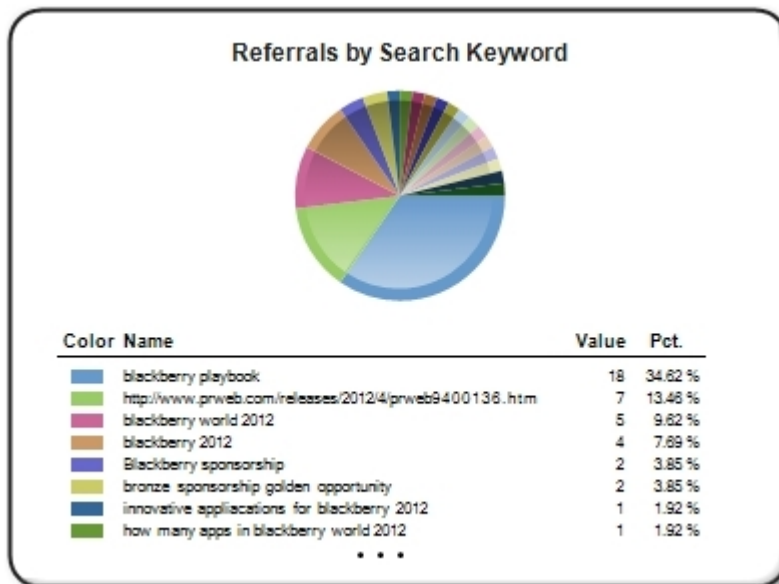 Referrals by Search Keyword
Color Name Value Pct.
blackberry playbook 18 34.62 %
http://www.prweb.com/releases/2012/4/prweb9400136.htm 7 13.46 %
blackberry world 2012 5 9.62 %
blackberry 2012 4 7.69 %
Blackberry sponsorship 2 3.85 %
bronze sponsorship golden opportunity 2 3.85 %
innovative appliacations for blackberry 2012 1 1.92 %
how many apps in blackberry world 2012 1 1.92 %
• • •